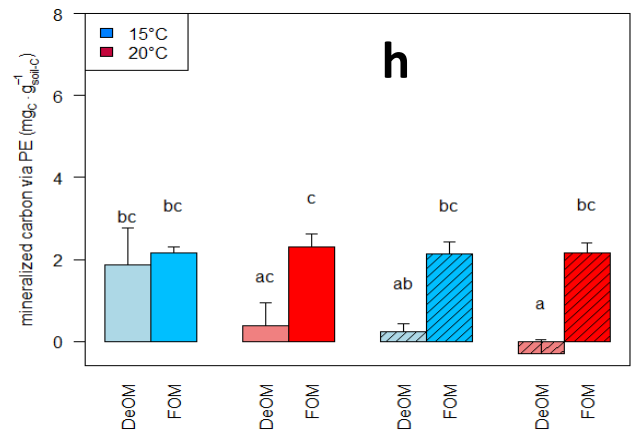 8
6
4
2
0
mineralized carbon via PE (mgC · gsoil-C⁻¹)
15°C
20°C
h
bc
bc
ac
c
ab
bc
a
bc
DeOM
FOM
DeOM
FOM
DeOM
FOM
DeOM
FOM